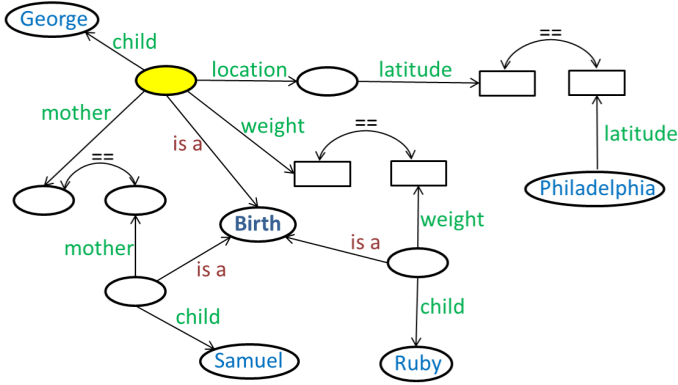 George
child
==
location
latitude
mother
is a
weight
==
latitude
==
Philadelphia
Birth
weight
mother
is a
is a
child
child
Samuel
Ruby